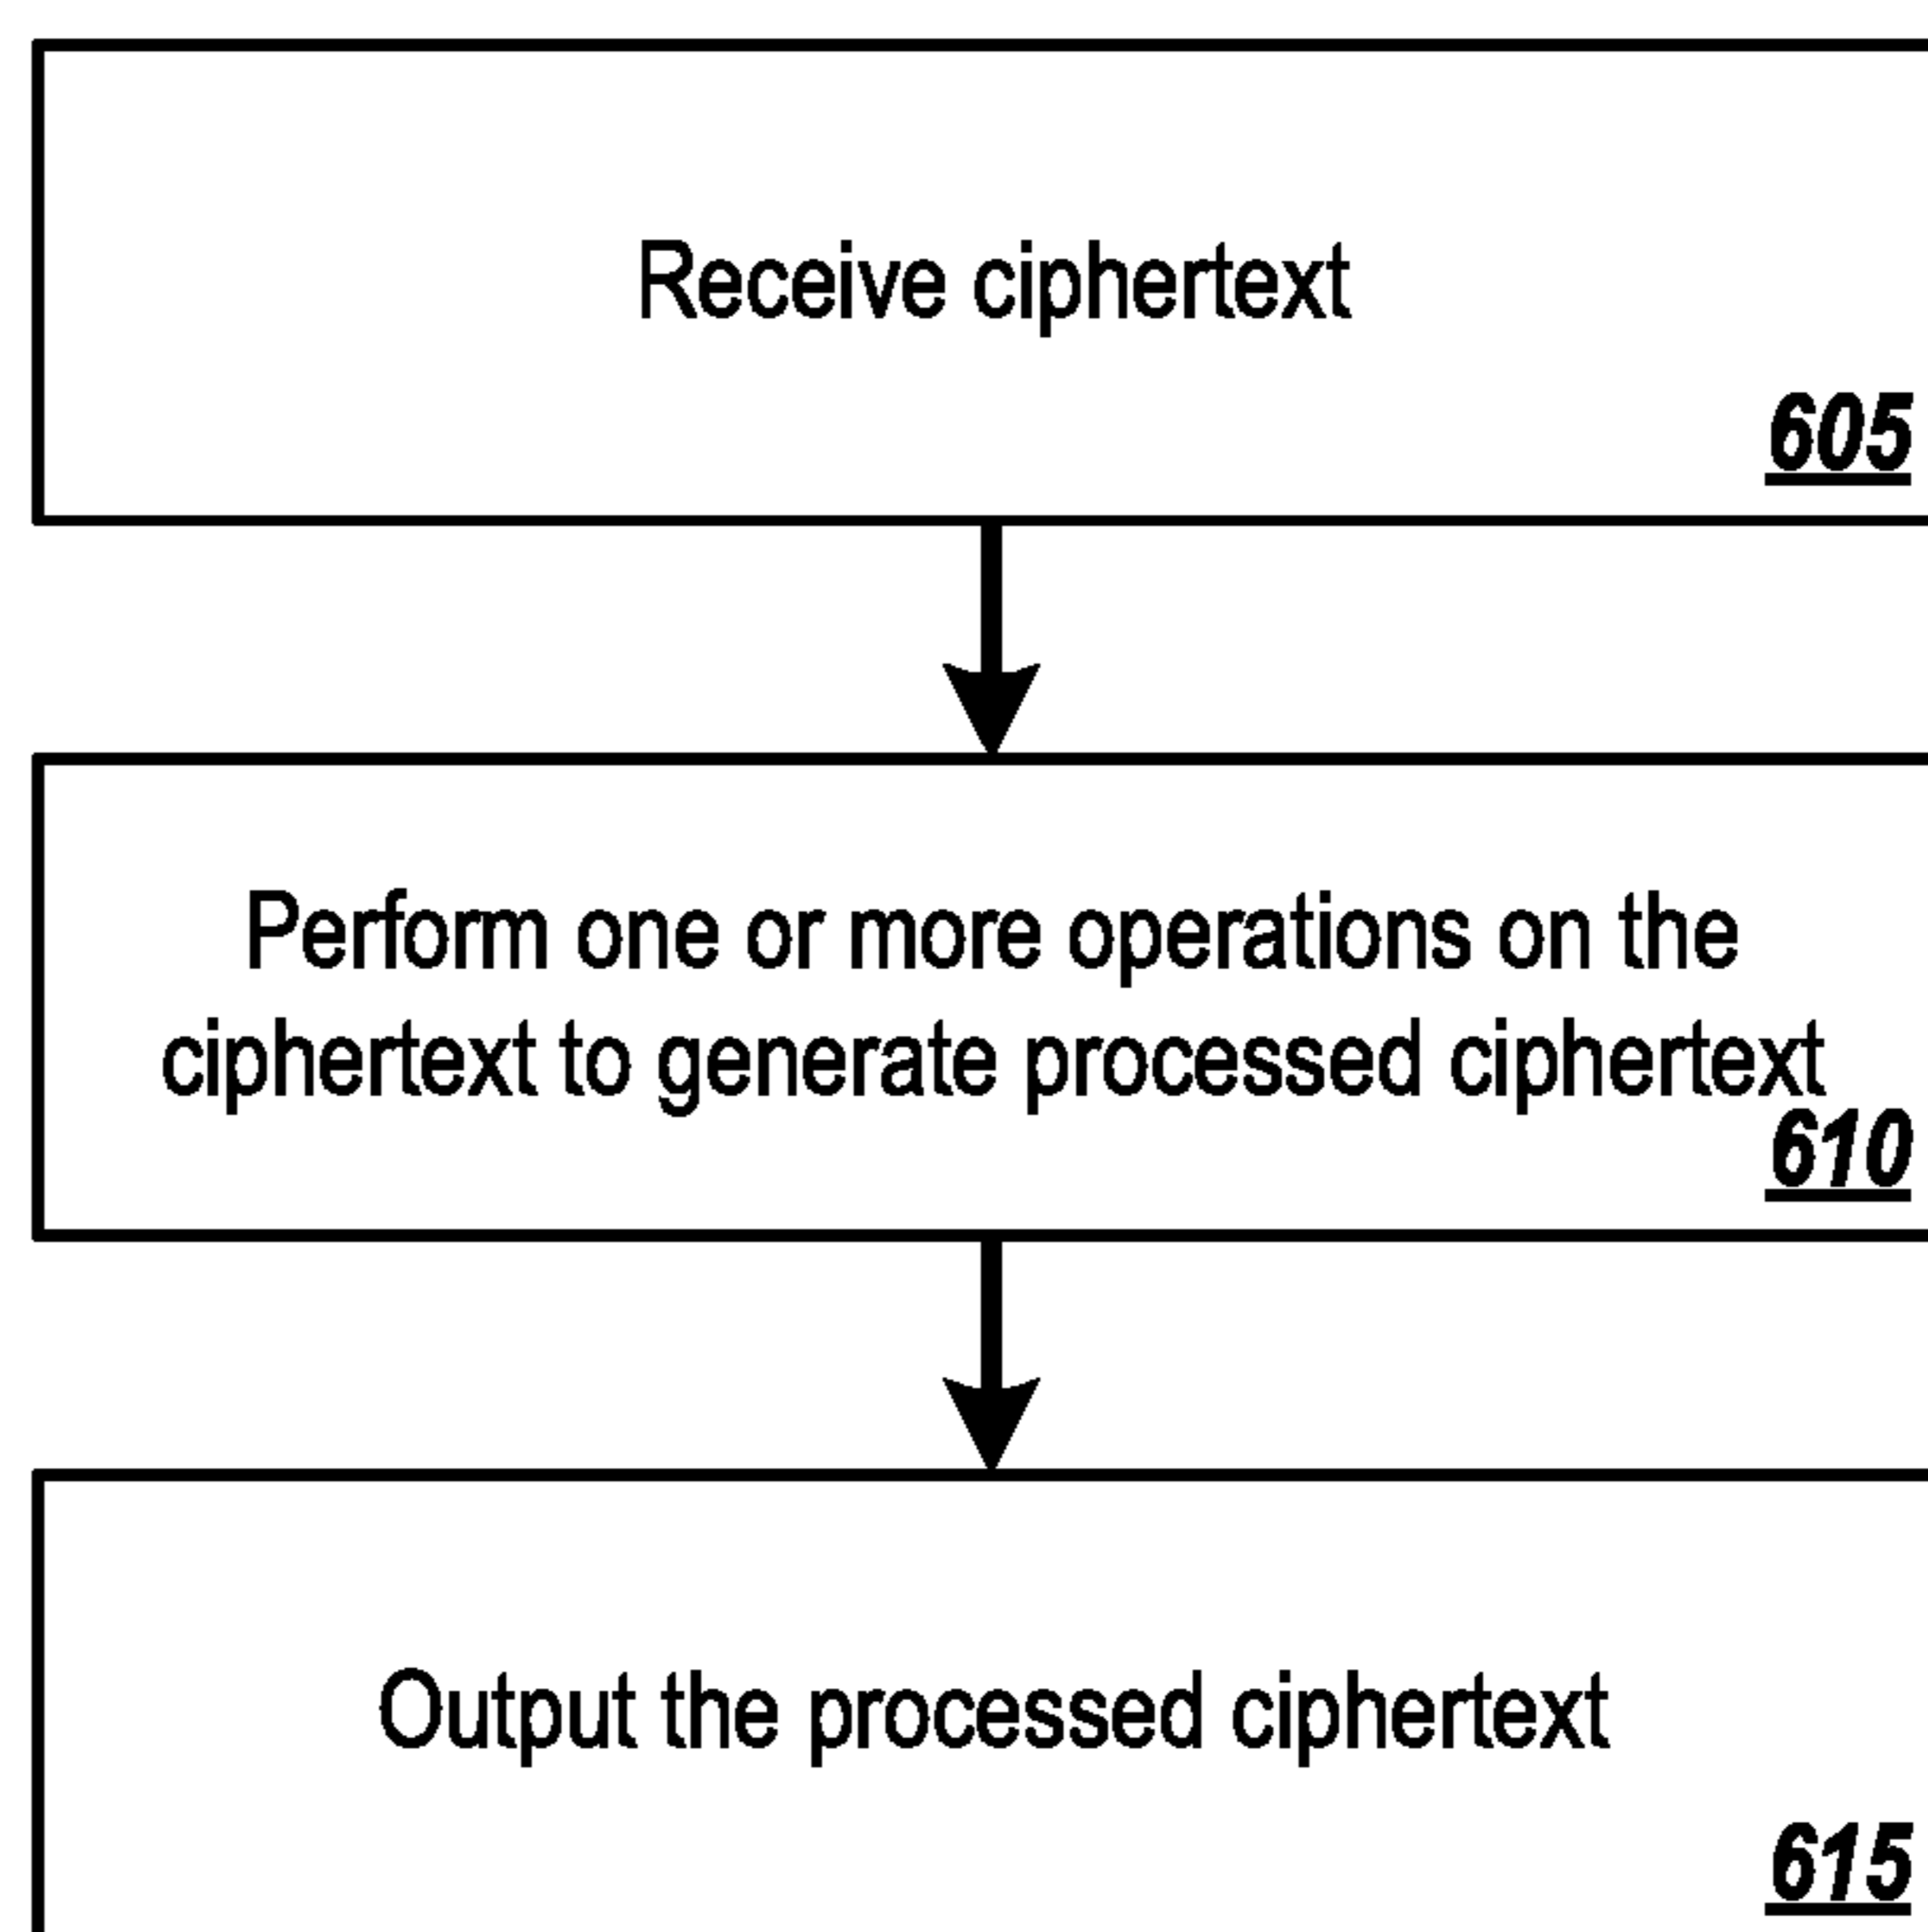 Receive ciphertext
605
Perform one or more operations on the
ciphertext to generate processed ciphertext
610
Output the processed ciphertext
615